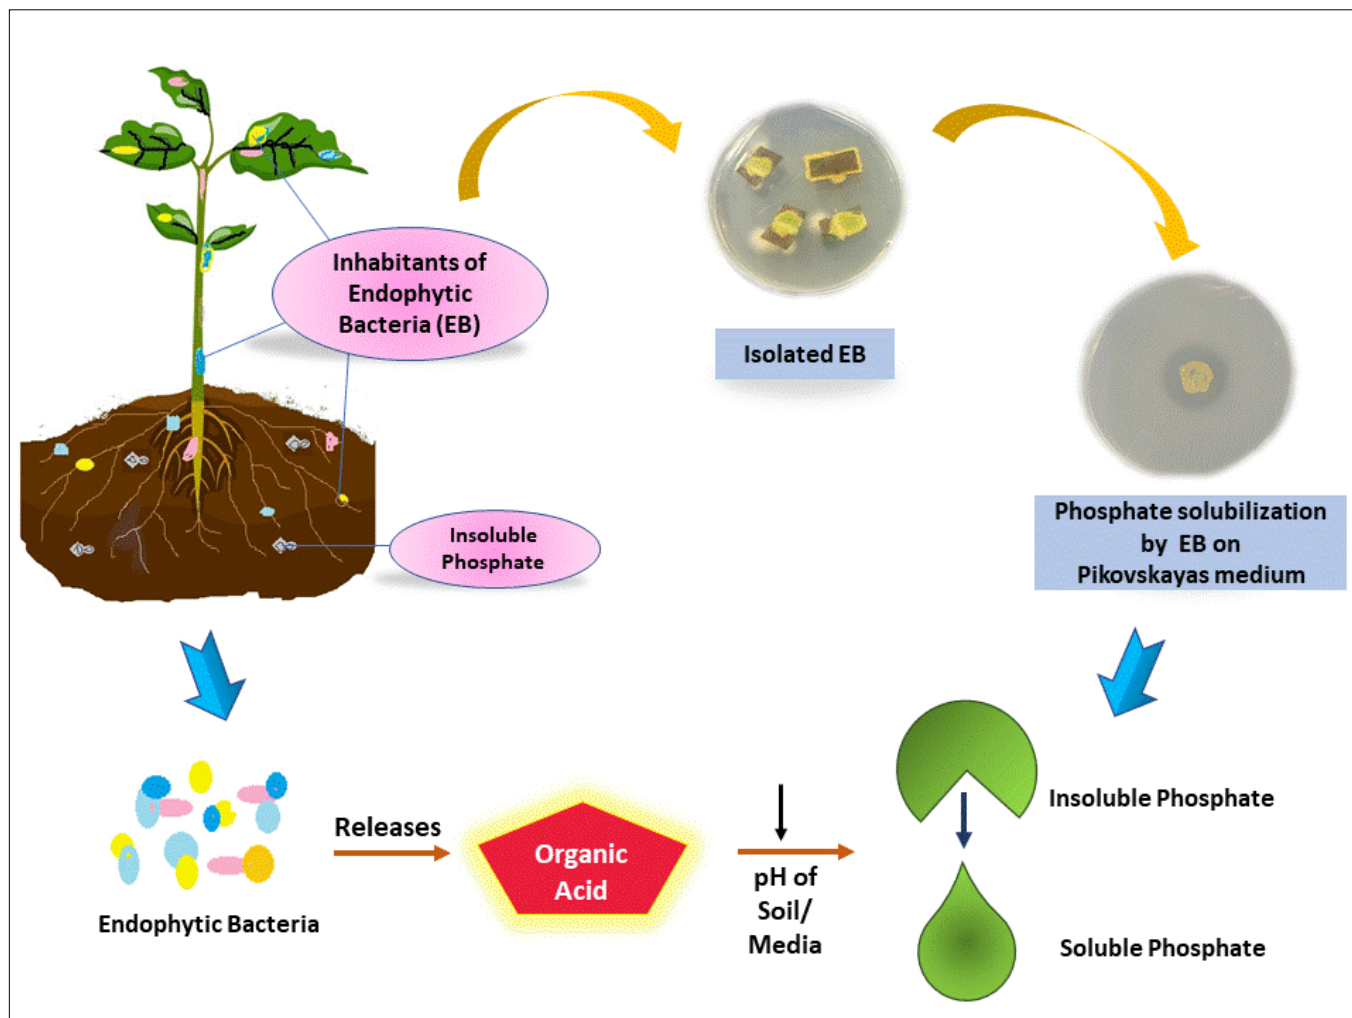 Inhabitants of
Endophytic
Bacteria (EB)
Isolated EB
Insoluble
Phosphate
Phosphate solubilization
by EB on
Pikovskayas medium
Releases
Organic
Acid
pH of
Soil/
Media
Insoluble Phosphate
Soluble Phosphate
Endophytic Bacteria